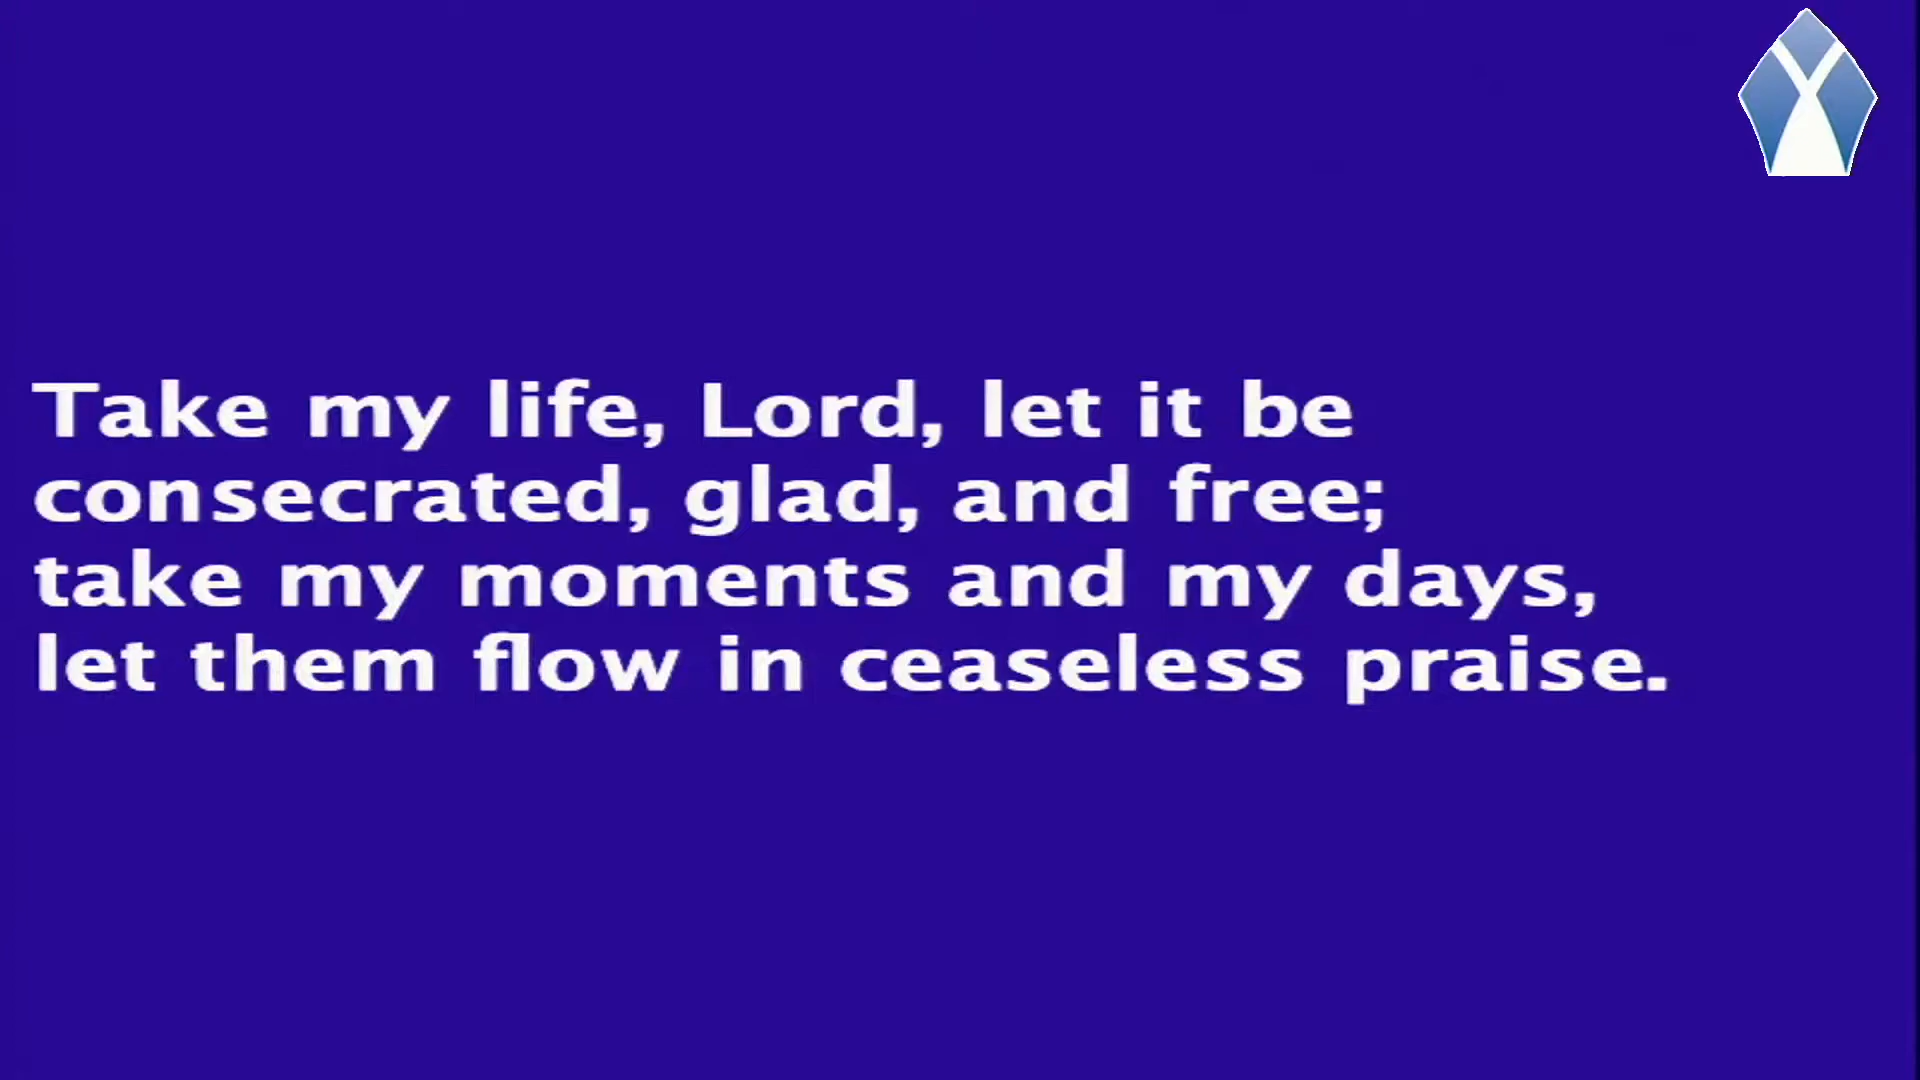 Take my life, Lord, let it be
consecrated, glad, and free;
take my moments and my days,
let them flow in ceaseless praise.